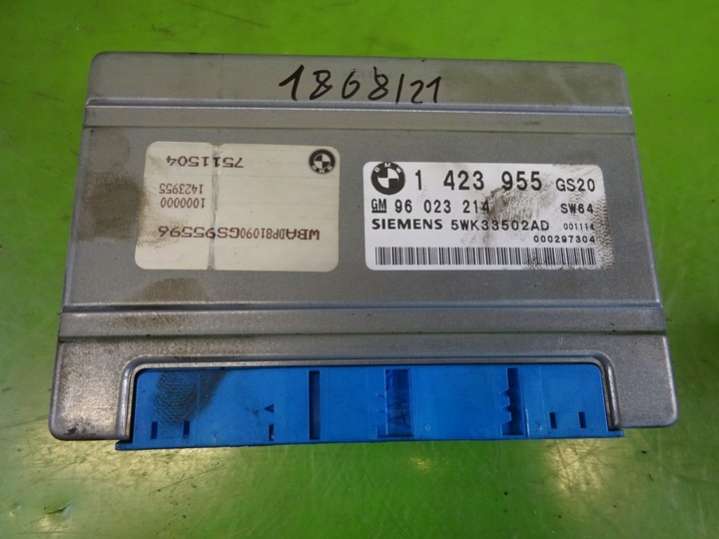 1868/21
1 423 955 GS20
GM 96 023 214 SW64
SIEMENS 5WK33502AD 001114
000297304
7511504
1423955
1000000
WBADP81090GS95596